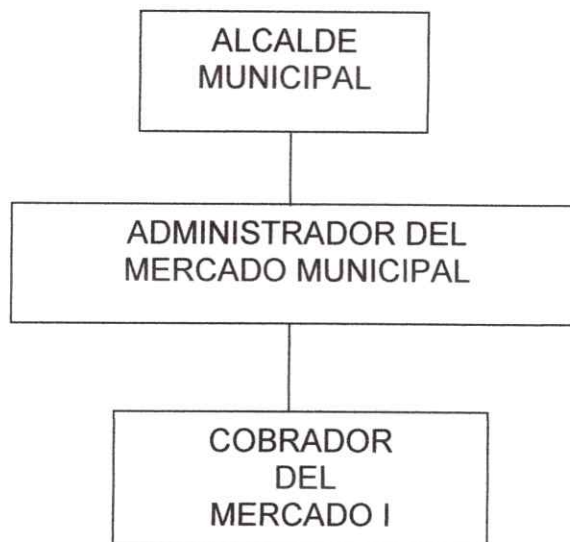 ALCALDE
MUNICIPAL
ADMINISTRADOR DEL
MERCADO MUNICIPAL
COBRADOR
DEL
MERCADO I